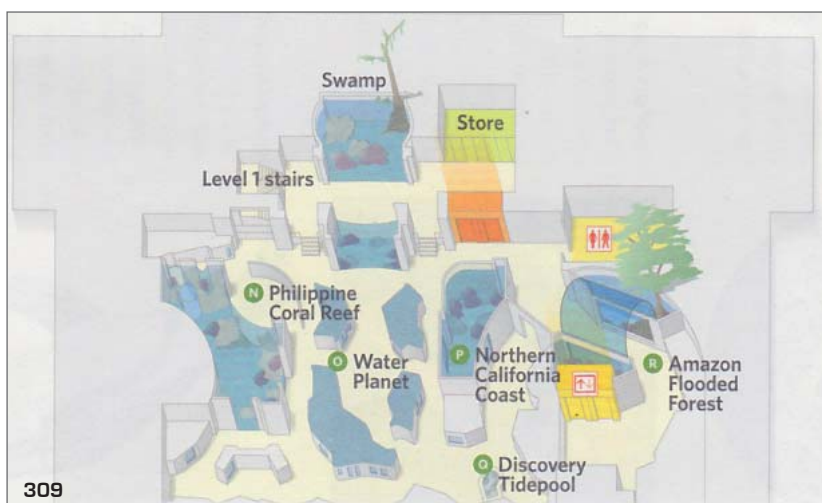 Swamp
Store
Level 1 stairs
N Philippine
Coral Reef
O Water
Planet
P Northern
California
Coast
R Amazon
Flooded
Forest
Q Discovery
Tidepool
309